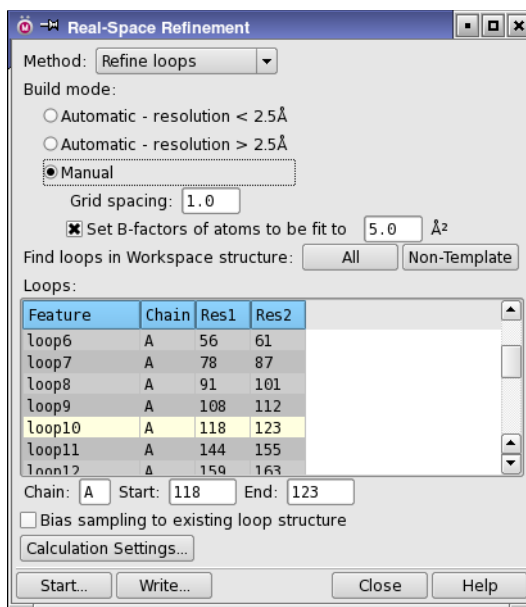 Real-Space Refinement
Method: Refine loops
Build mode:
Automatic - resolution < 2.5Å
Automatic - resolution > 2.5Å
Manual
Grid spacing: 1.0
Set B-factors of atoms to be fit to 5.0 Å²
Find loops in Workspace structure: All Non-Template
Loops:
Feature Chain Res1 Res2
loop6 A 56 61
loop7 A 78 87
loop8 A 91 101
loop9 A 108 112
loop10 A 118 123
loop11 A 144 155
loop12 A 159 163
Chain: A Start: 118 End: 123
Bias sampling to existing loop structure
Calculation Settings...
Start... Write... Close Help